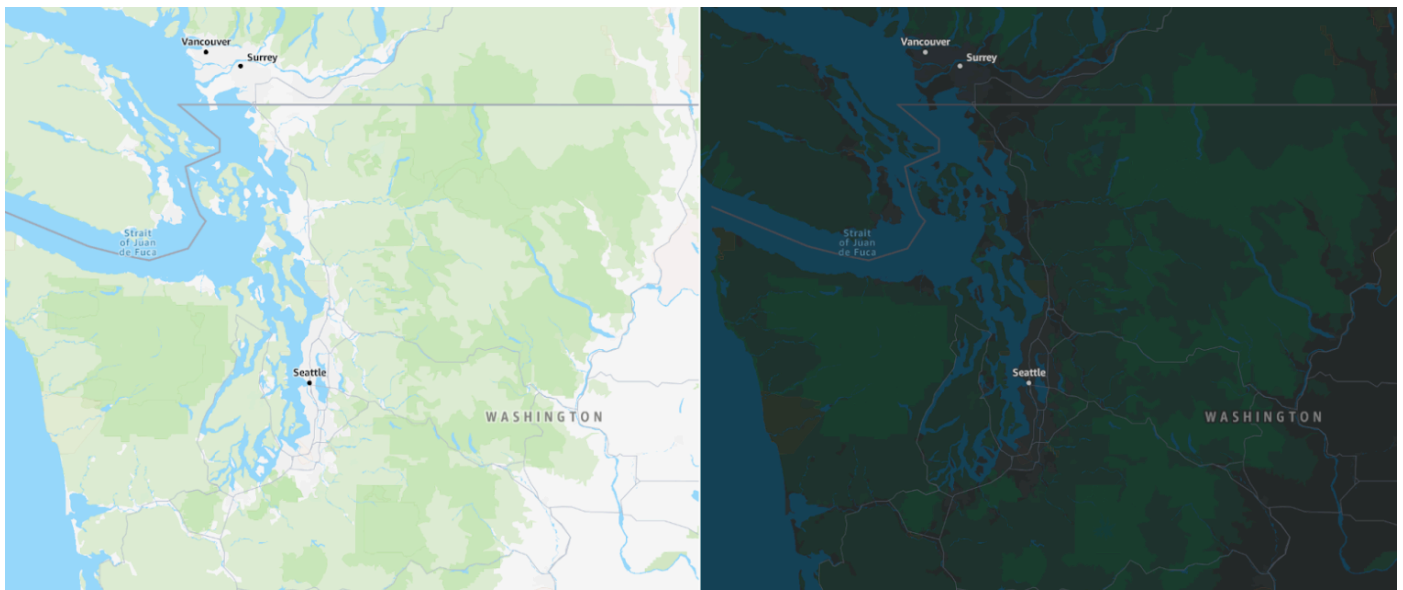 Vancouver
Surrey
Strait
of Juan
de Fuca
Seattle
WASHINGTON
Vancouver
Surrey
Strait
of Juan
de Fuca
Seattle
WASHINGTON